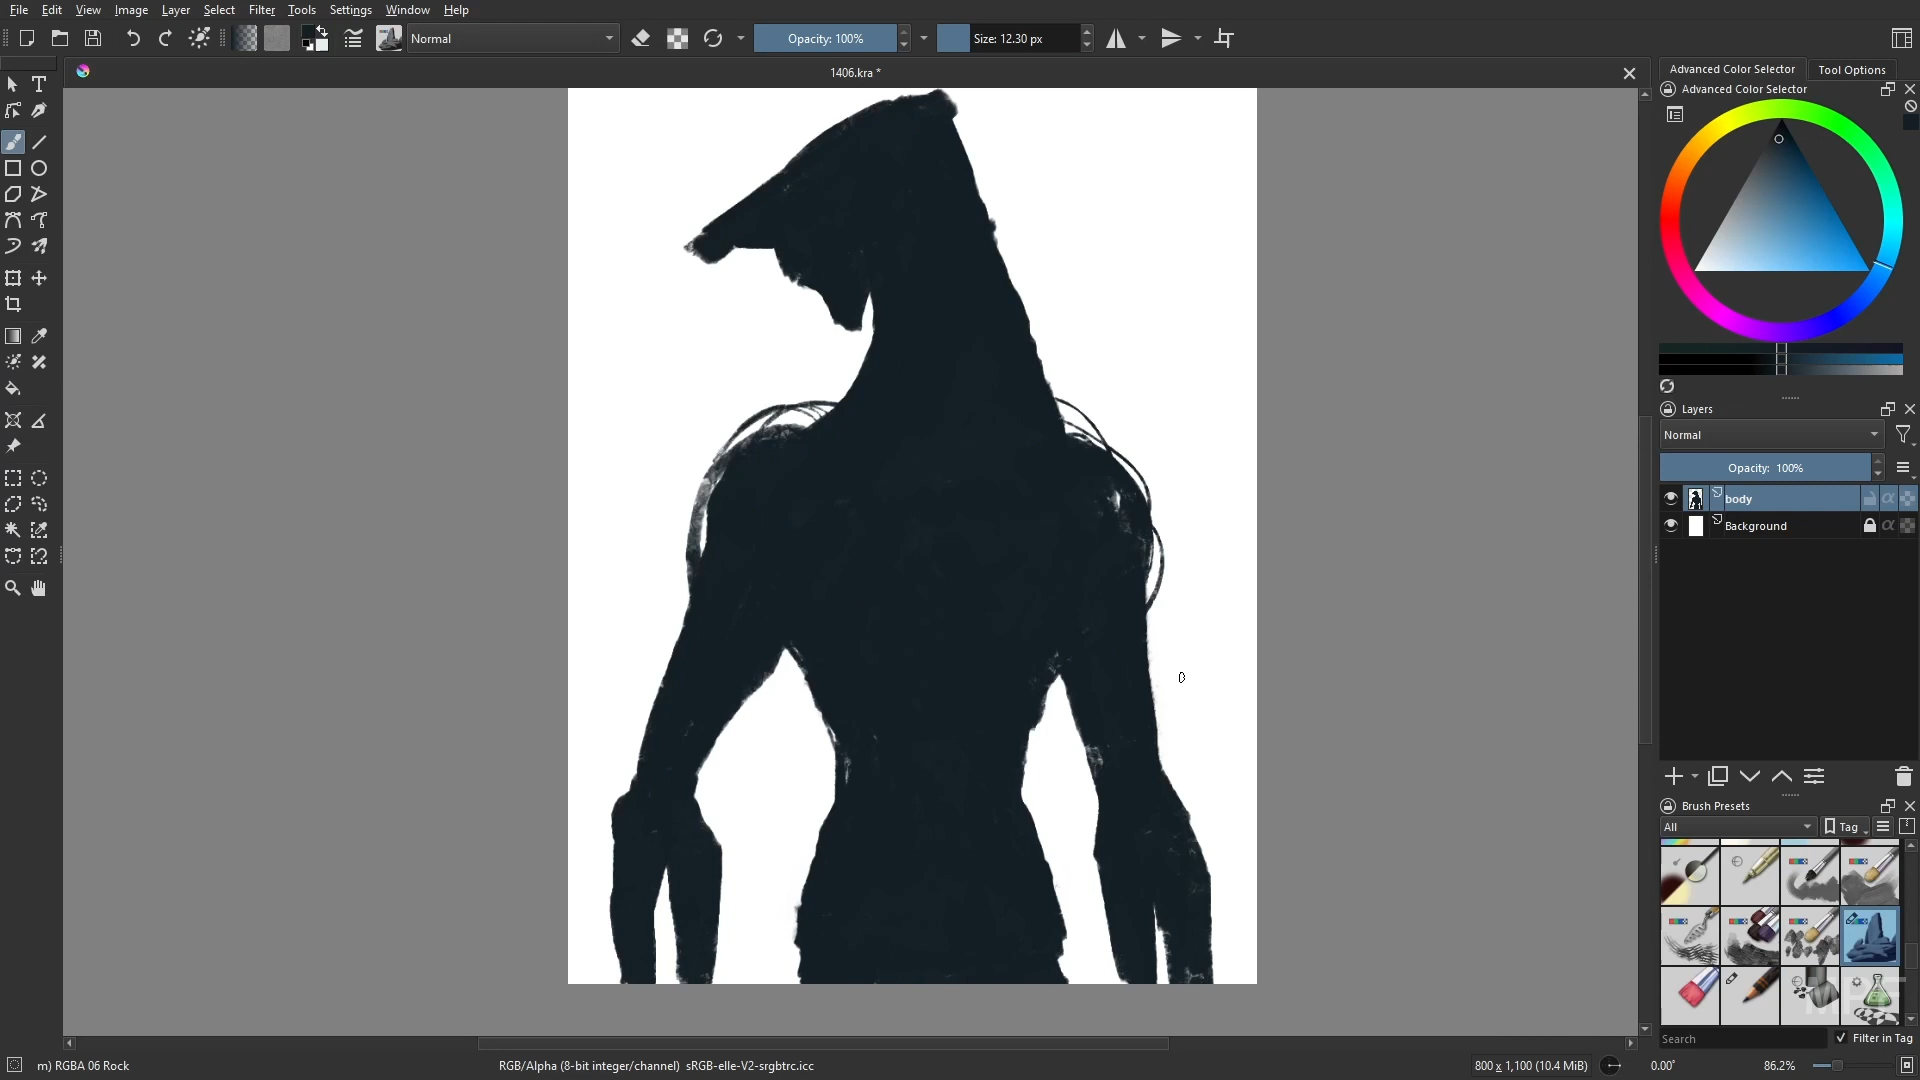 File Edit View Image Layer Select Filter Tools Settings Window Help
Normal
Opacity: 100%
Size: 12.30 px
1406.kra *
Advanced Color Selector
Tool Options
Advanced Color Selector
Layers
Normal
Opacity: 100%
body
Background
Brush Presets
All
Tag
Search
Filter in Tag
m) RGBA 06 Rock
RGB/Alpha (8-bit integer/channel) sRGB-elle-V2-srgbtrc.icc
800 x 1,100 (10.4 MiB)
0.00°
86.2%